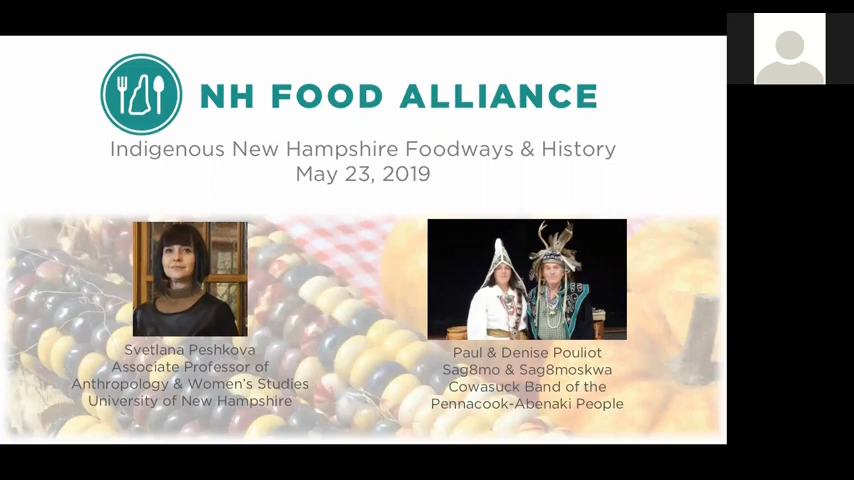 NH FOOD ALLIANCE
Indigenous New Hampshire Foodways & History
May 23, 2019
Svetlana Peshkova
Associate Professor of
Anthropology & Women's Studies
University of New Hampshire
Paul & Denise Pouliot
Sag8mo & Sag8moskwa
Cowasuck Band of the
Pennacook-Abenaki People